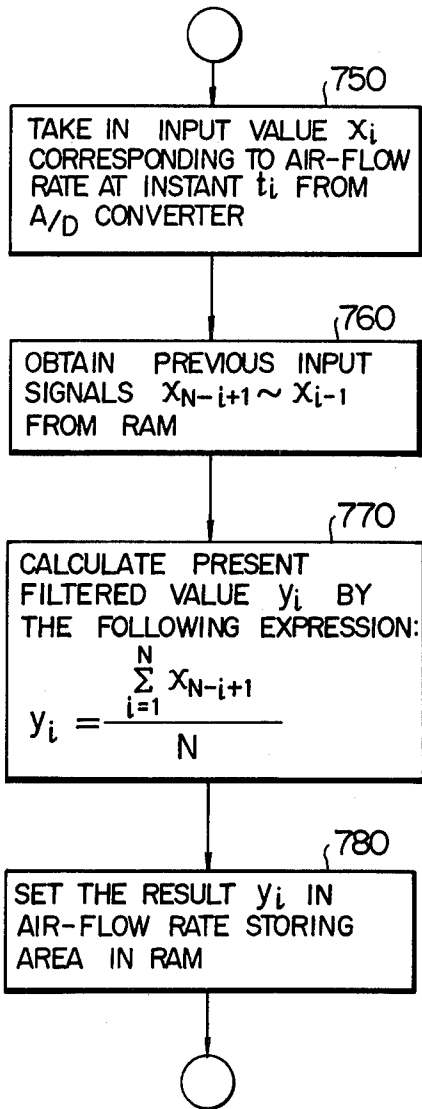 750
TAKE IN INPUT VALUE xi
CORRESPONDING TO AIR-FLOW
RATE AT INSTANT ti FROM
A/D CONVERTER
760
OBTAIN PREVIOUS INPUT
SIGNALS xN-i+1 ~ xi-1
FROM RAM
770
CALCULATE PRESENT
FILTERED VALUE yi BY
THE FOLLOWING EXPRESSION:
N
Σ xN-i+1
i=1
yi =
N
780
SET THE RESULT yi IN
AIR-FLOW RATE STORING
AREA IN RAM